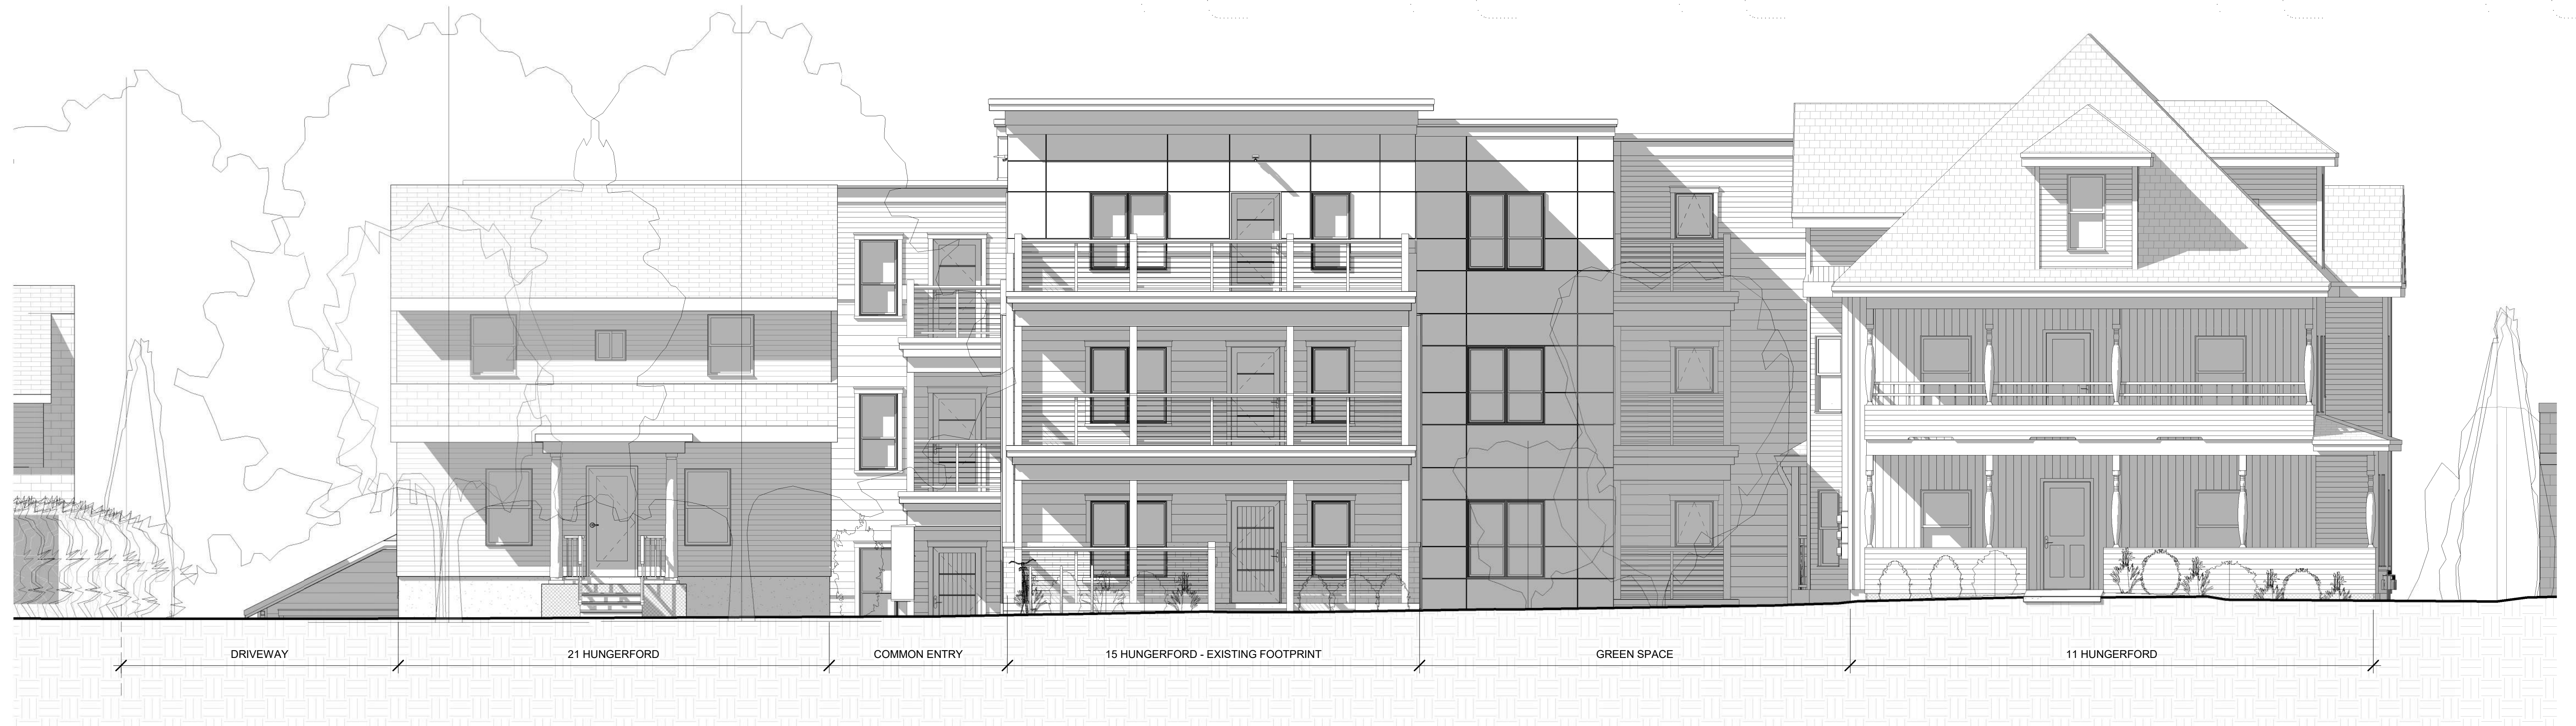 DRIVEWAY
21 HUNGERFORD
COMMON ENTRY
15 HUNGERFORD - EXISTING FOOTPRINT
GREEN SPACE
11 HUNGERFORD